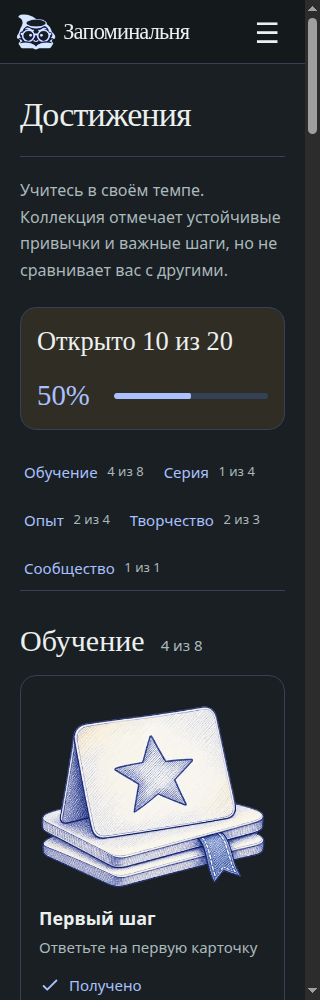 Запоминальня
Достижения
Учитесь в своём темпе.
Коллекция отмечает устойчивые
привычки и важные шаги, но не
сравнивает вас с другими.
Открыто 10 из 20
50%
Обучение 4 из 8 Серия 1 из 4
Опыт 2 из 4 Творчество 2 из 3
Сообщество 1 из 1
Обучение 4 из 8
Первый шаг
Ответьте на первую карточку
Получено